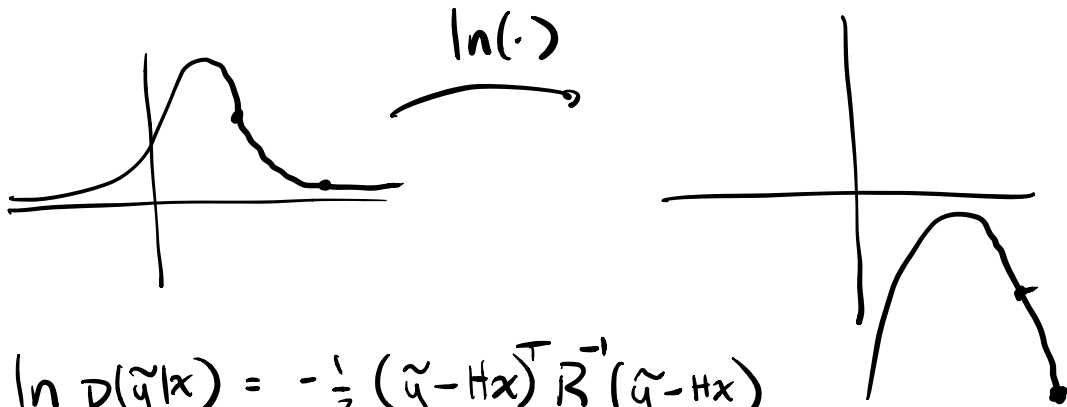 ln(·)
ln p(ỹ|x) = -½ (ỹ-Hx)ᵀ R⁻¹ (ỹ-Hx)